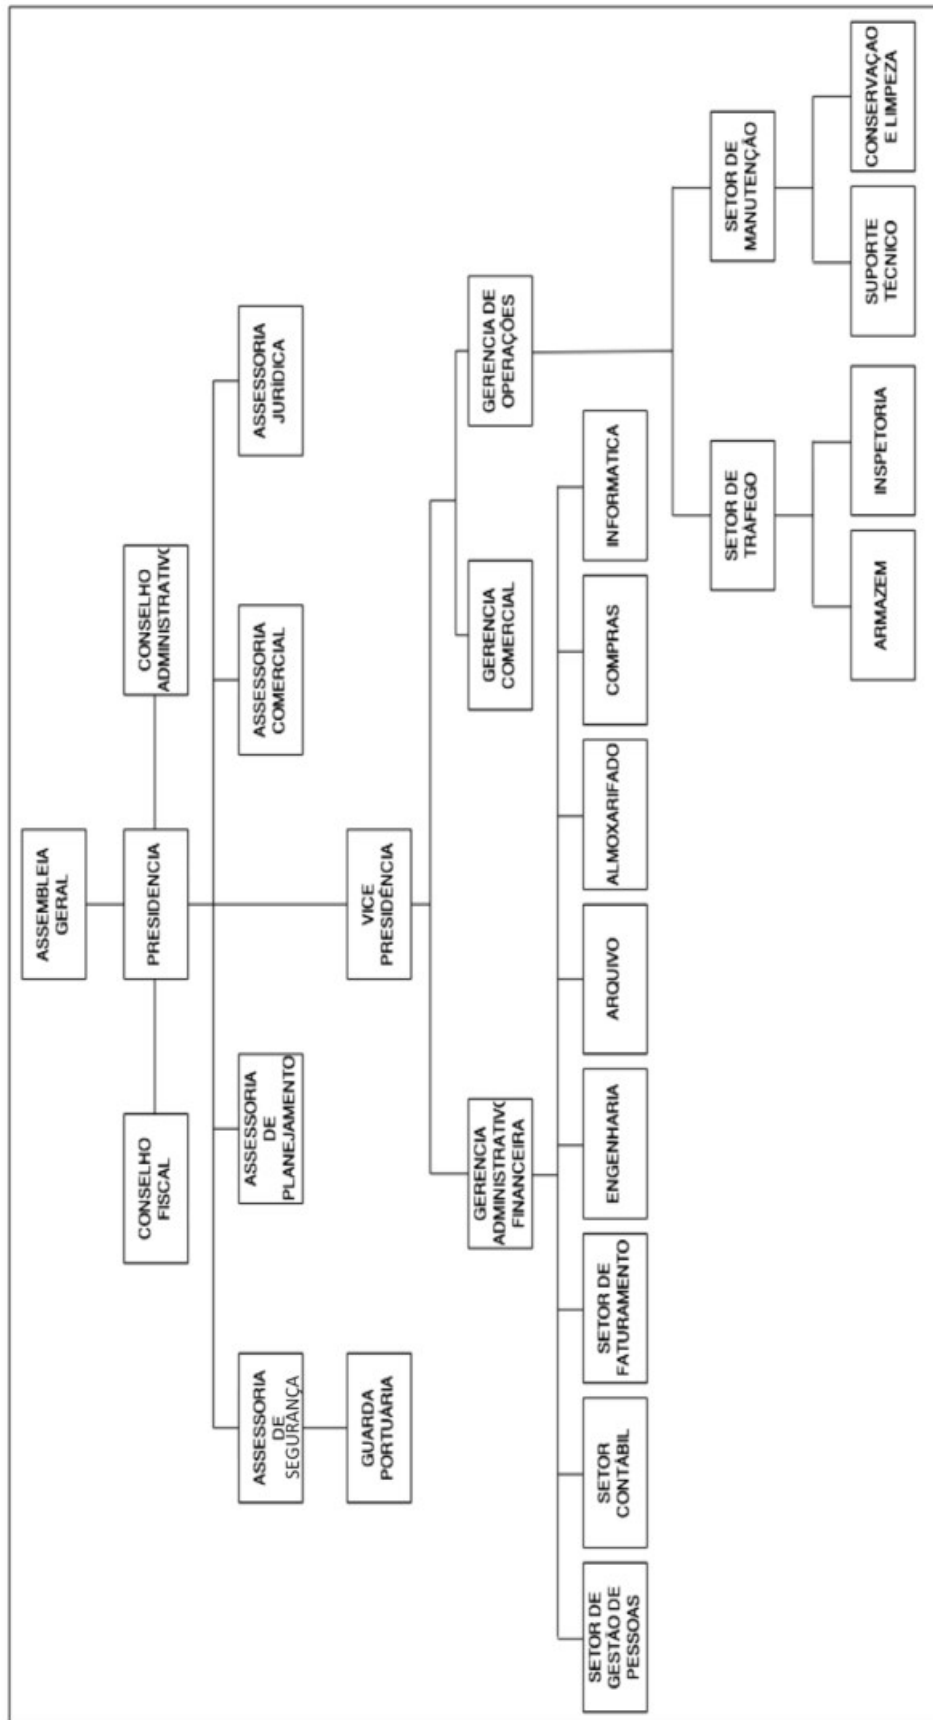 ASSEMBLEIA
GERAL
CONSELHO
FISCAL
PRESIDENCIA
CONSELHO
ADMINISTRATIVO
ASSESSORIA
DE
SEGURANÇA
ASSESSORIA
DE
PLANEJAMENTO
ASSESSORIA
COMERCIAL
ASSESSORIA
JURÍDICA
GUARDA
PORTUÁRIA
VICE
PRESIDÊNCIA
GERENCIA
ADMINISTRATIVO
FINANCEIRA
GERENCIA
COMERCIAL
GERENCIA DE
OPERAÇÕES
SETOR DE
GESTÃO DE
PESSOAS
SETOR
CONTÁBIL
SETOR DE
FATURAMENTO
ENGENHARIA
ARQUIVO
ALMOXARIFADO
COMPRAS
INFORMATICA
SETOR DE
TRÁFEGO
SETOR DE
MANUTENÇÃO
ARMAZEM
INSPETORIA
SUPORTE
TÉCNICO
CONSERVAÇAO
E LIMPEZA